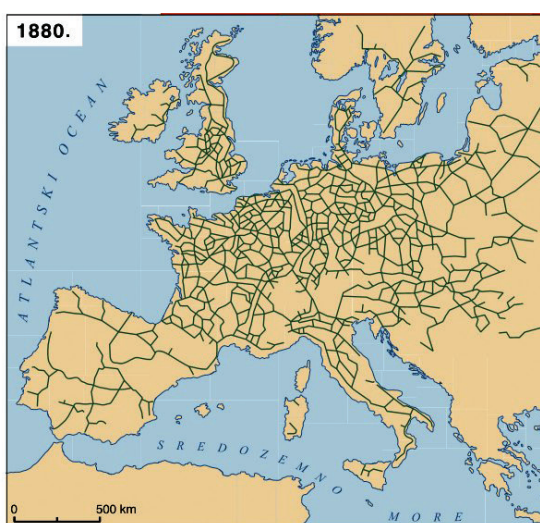 1880.
ATLANTSKI OCEAN
SREDOZEMNO
MORE
0 500 km